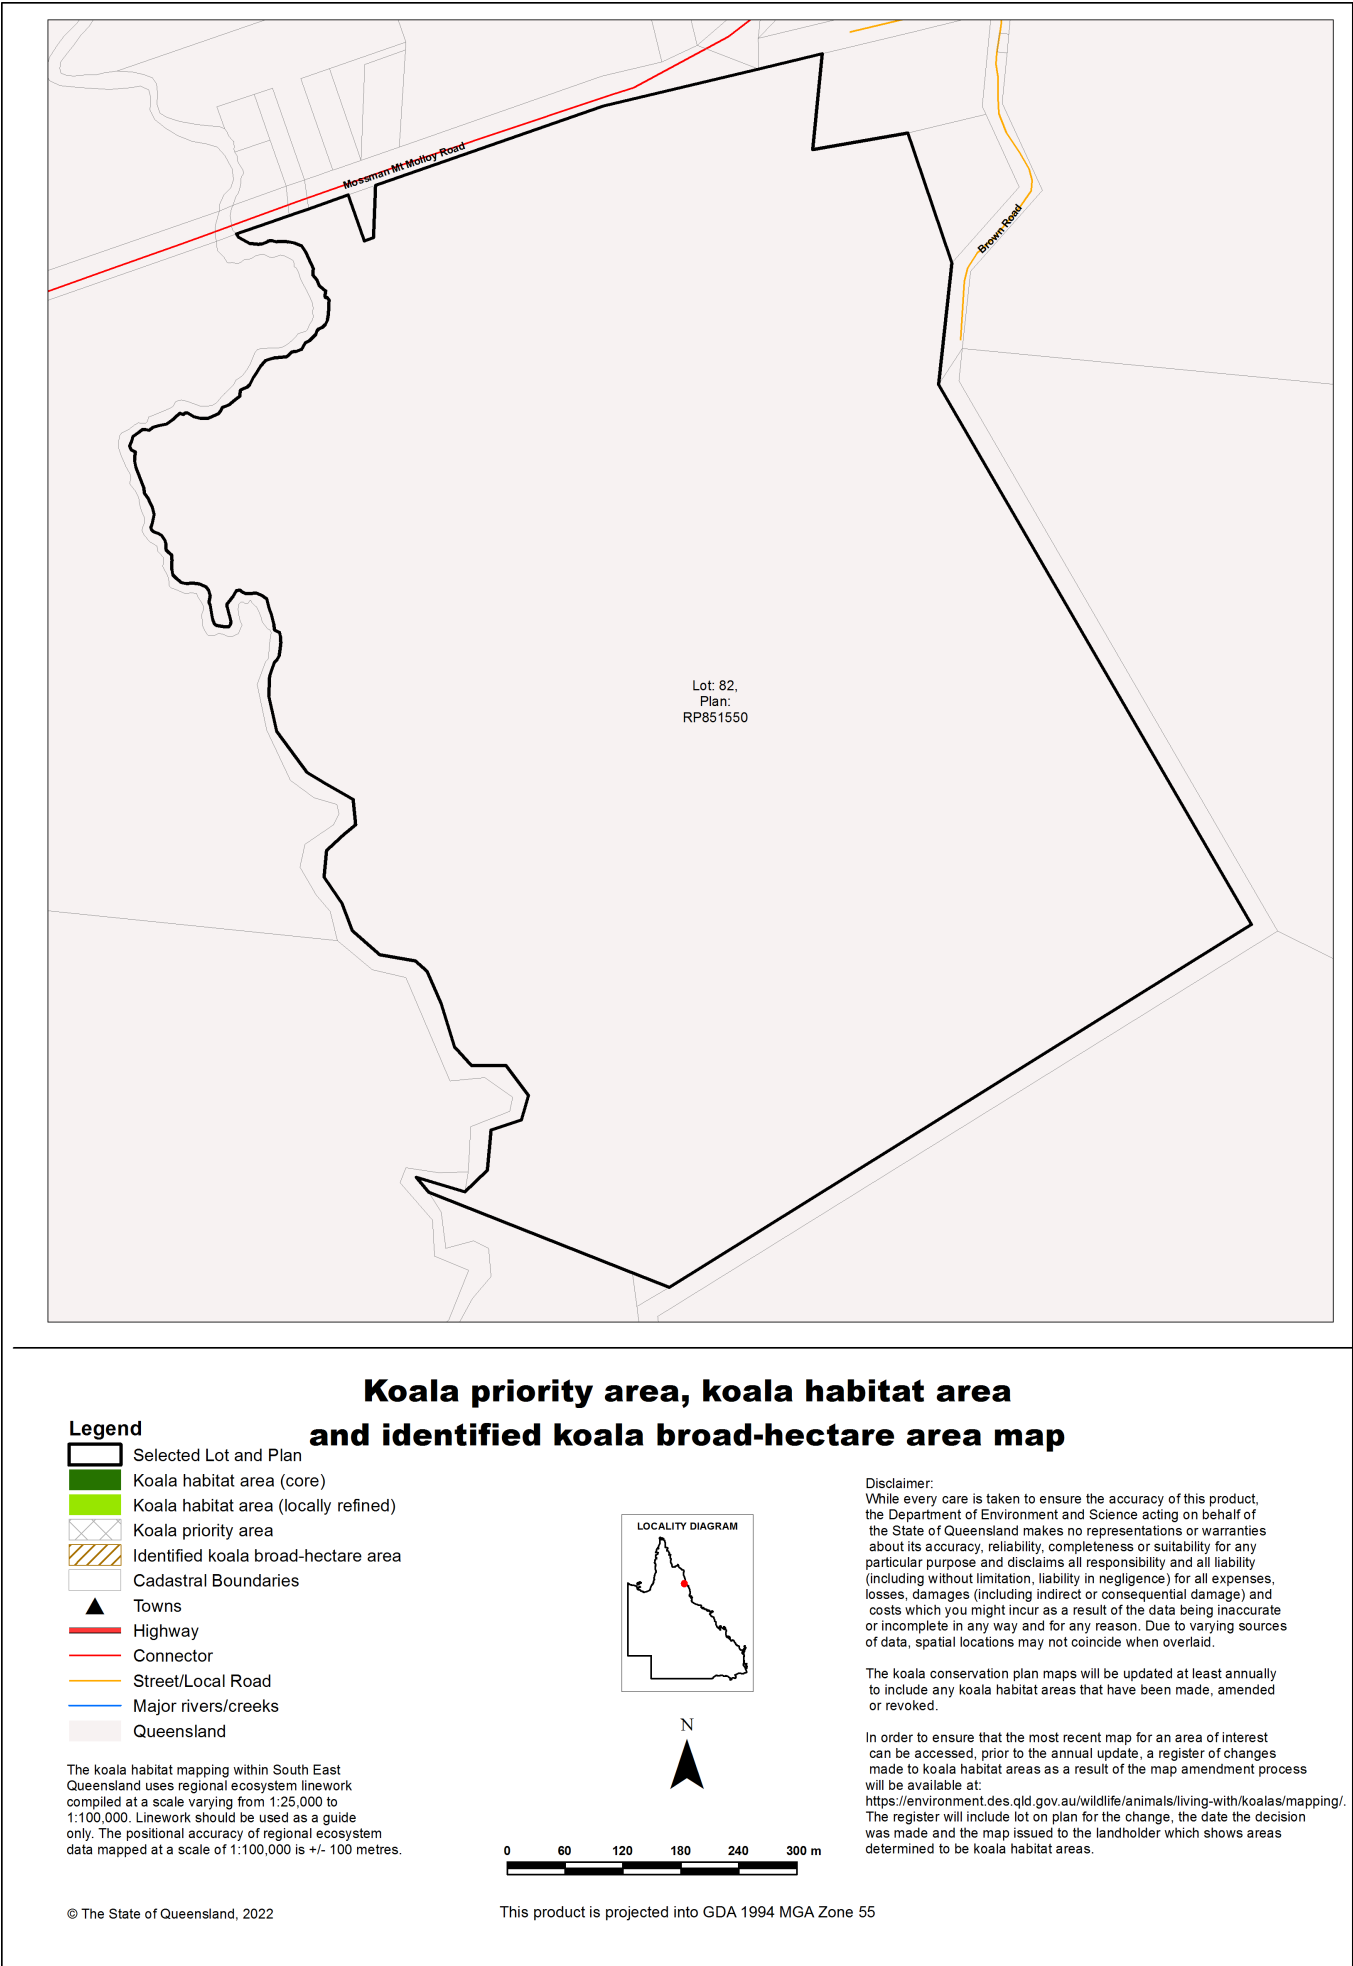 Mossman Mt Molloy Road
Brown Road
Lot: 82,
Plan:
RP851550
Koala priority area, koala habitat area
and identified koala broad-hectare area map
Legend
Selected Lot and Plan
Koala habitat area (core)
Koala habitat area (locally refined)
Koala priority area
Identified koala broad-hectare area
Cadastral Boundaries
Towns
Highway
Connector
Street/Local Road
Major rivers/creeks
Queensland
The koala habitat mapping within South East
Queensland uses regional ecosystem linework
compiled at a scale varying from 1:25,000 to
1:100,000. Linework should be used as a guide
only. The positional accuracy of regional ecosystem
data mapped at a scale of 1:100,000 is +/- 100 metres.
© The State of Queensland, 2022
LOCALITY DIAGRAM
N
0 60 120 180 240 300 m
This product is projected into GDA 1994 MGA Zone 55
Disclaimer:
While every care is taken to ensure the accuracy of this product,
the Department of Environment and Science acting on behalf of
the State of Queensland makes no representations or warranties
about its accuracy, reliability, completeness or suitability for any
particular purpose and disclaims all responsibility and all liability
(including without limitation, liability in negligence) for all expenses,
losses, damages (including indirect or consequential damage) and
costs which you might incur as a result of the data being inaccurate
or incomplete in any way and for any reason. Due to varying sources
of data, spatial locations may not coincide when overlaid.
The koala conservation plan maps will be updated at least annually
to include any koala habitat areas that have been made, amended
or revoked.
In order to ensure that the most recent map for an area of interest
can be accessed, prior to the annual update, a register of changes
made to koala habitat areas as a result of the map amendment process
will be available at:
https://environment.des.qld.gov.au/wildlife/animals/living-with/koalas/mapping/.
The register will include lot on plan for the change, the date the decision
was made and the map issued to the landholder which shows areas
determined to be koala habitat areas.